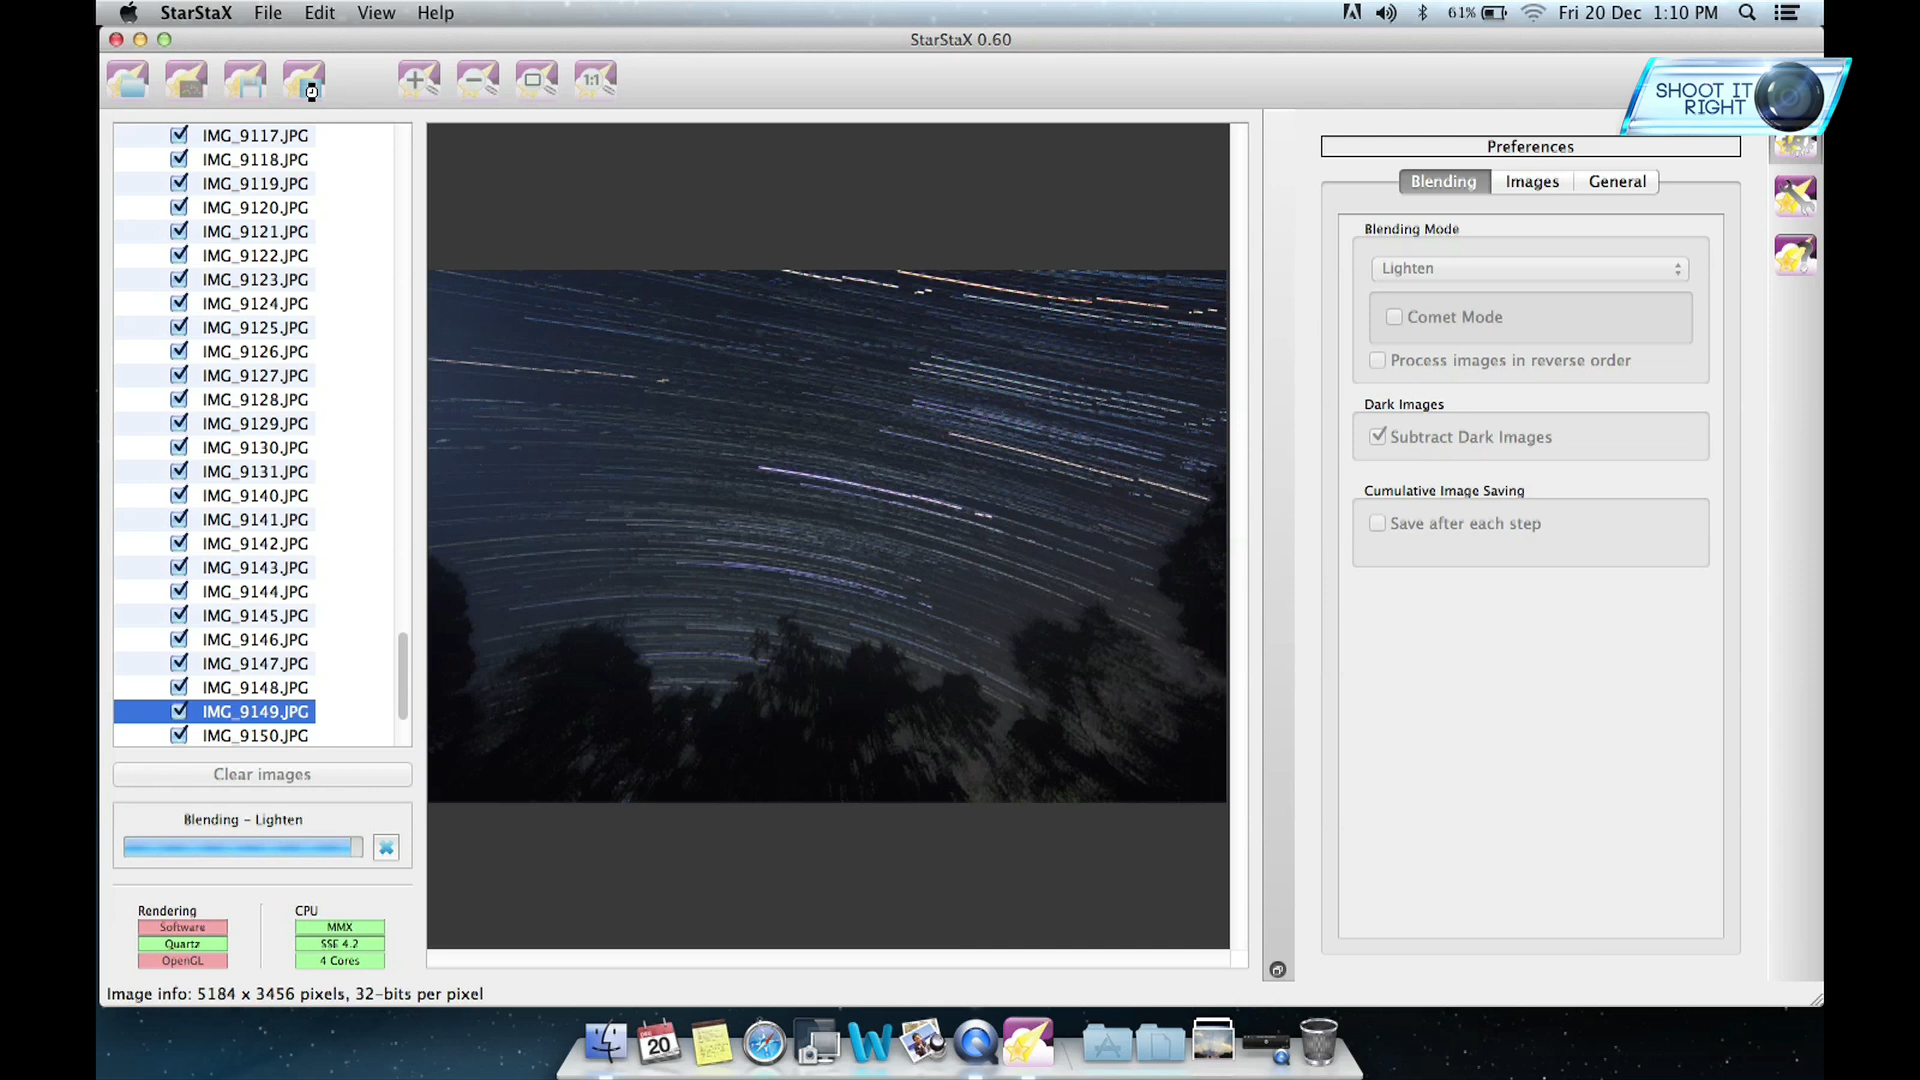 StarStaX File Edit View Help
61% Fri 20 Dec 1:10 PM
StarStaX 0.60
1:1
SHOOT IT
RIGHT
IMG_9117.JPG
IMG_9118.JPG
IMG_9119.JPG
IMG_9120.JPG
IMG_9121.JPG
IMG_9122.JPG
IMG_9123.JPG
IMG_9124.JPG
IMG_9125.JPG
IMG_9126.JPG
IMG_9127.JPG
IMG_9128.JPG
IMG_9129.JPG
IMG_9130.JPG
IMG_9131.JPG
IMG_9140.JPG
IMG_9141.JPG
IMG_9142.JPG
IMG_9143.JPG
IMG_9144.JPG
IMG_9145.JPG
IMG_9146.JPG
IMG_9147.JPG
IMG_9148.JPG
IMG_9149.JPG
IMG_9150.JPG
Clear images
Blending - Lighten
Rendering
Software
Quartz
OpenGL
CPU
MMX
SSE 4.2
4 Cores
Image info: 5184 x 3456 pixels, 32-bits per pixel
Preferences
Blending Images General
Blending Mode
Lighten
Comet Mode
Process images in reverse order
Dark Images
Subtract Dark Images
Cumulative Image Saving
Save after each step
DEC
20
W